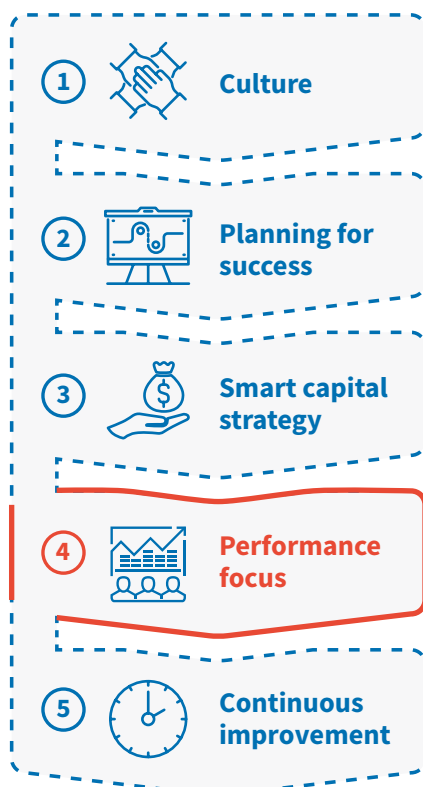 1
Culture
2
Planning for
success
3
$
Smart capital
strategy
4
Performance
focus
5
Continuous
improvement